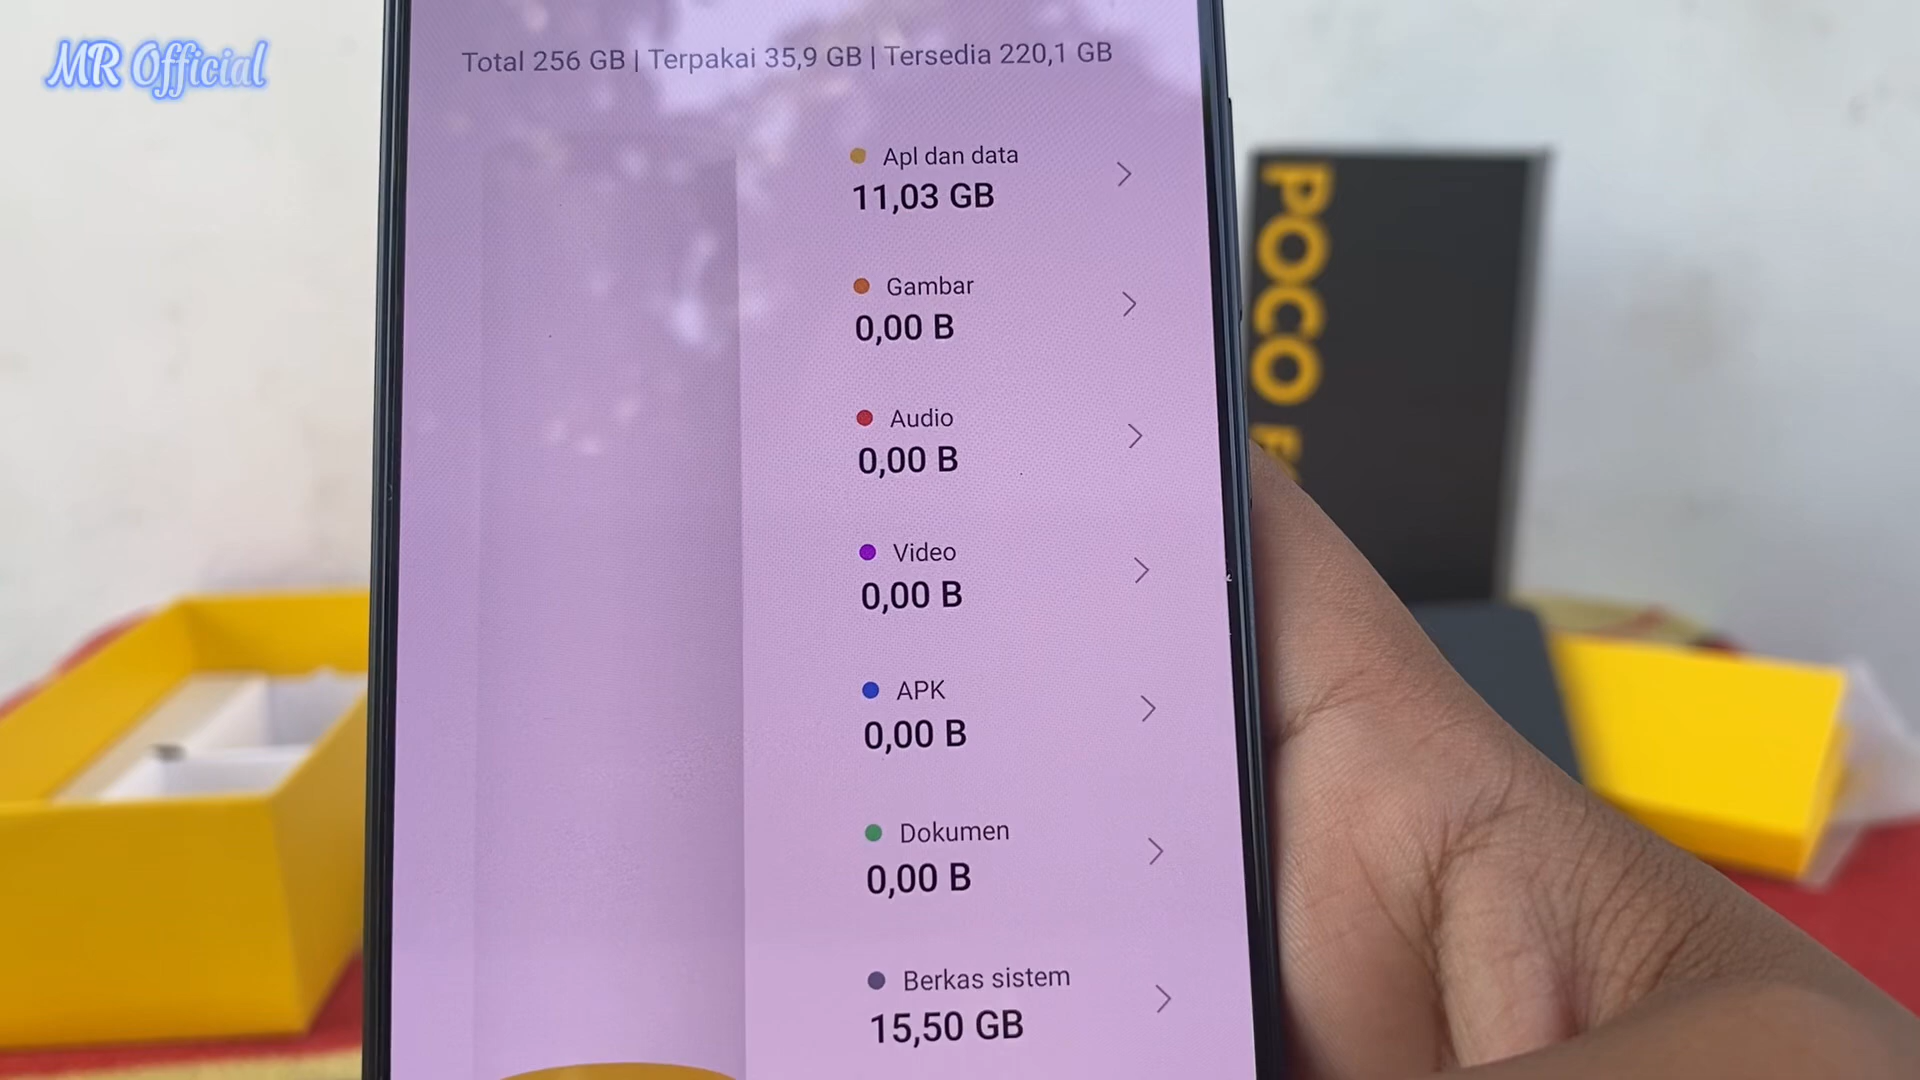 MR Official
Total 256 GB | Terpakai 35,9 GB | Tersedia 220,1 GB
Apl dan data
11,03 GB
Gambar
0,00 B
Audio
0,00 B
Video
0,00 B
APK
0,00 B
Dokumen
0,00 B
Berkas sistem
15,50 GB
POCO